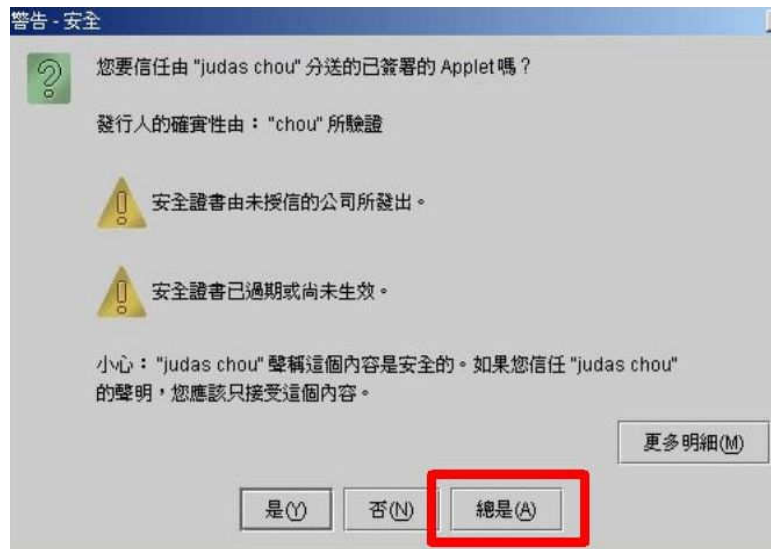 警告 - 安全
您要信任由 "judas chou" 分送的已簽署的 Applet 嗎？
發行人的確實性由： "chou" 所驗證
安全證書由未授信的公司所發出。
安全證書已過期或尚未生效。
小心： "judas chou" 聲稱這個內容是安全的。如果您信任 "judas chou"
的聲明，您應該只接受這個內容。
更多明細(M)
是(Y) 否(N) 總是(A)